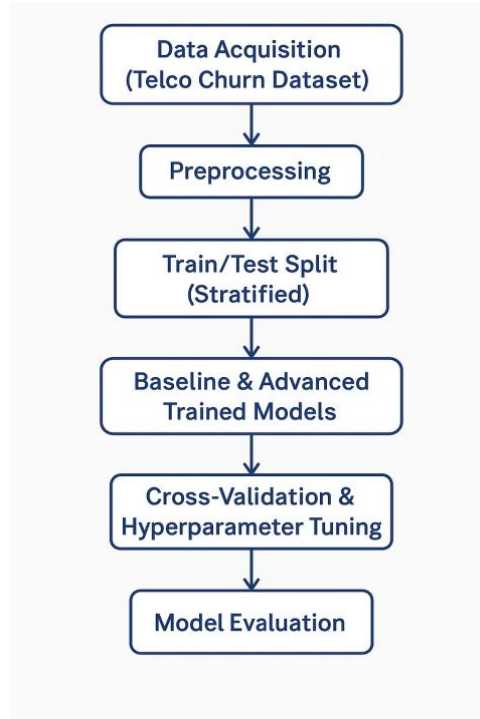 Data Acquisition
(Telco Churn Dataset)
Preprocessing
Train/Test Split
(Stratified)
Baseline & Advanced
Trained Models
Cross-Validation &
Hyperparameter Tuning
Model Evaluation